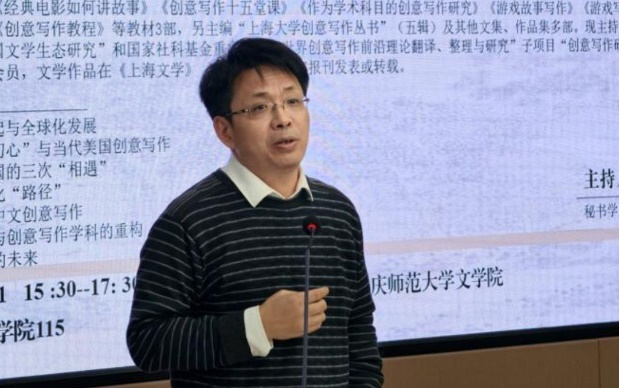 经典电影如何讲故事》《创意写作十五堂课》《作为学术科目的创意写作研究》《游戏故事写作》《游戏
《创意写作教程》等教材3部，另主编“上海大学创意写作丛书”（五辑）及其他文集、作品集多部。现主持
国文学生态研究”和国家社科基金重 世界创意写作前沿理论翻译、整理与研究”子项目“创意写作研
会员，文学作品在《上海文学》 报刊发表或转载。
与全球化发展
心”与当代美国创意写作
国的三次“相遇”
化“路径”
中文创意写作
与创意写作学科的重构
的未来
主持
秘书学
1 15:30--17:30
庆师范大学文学院
学院115